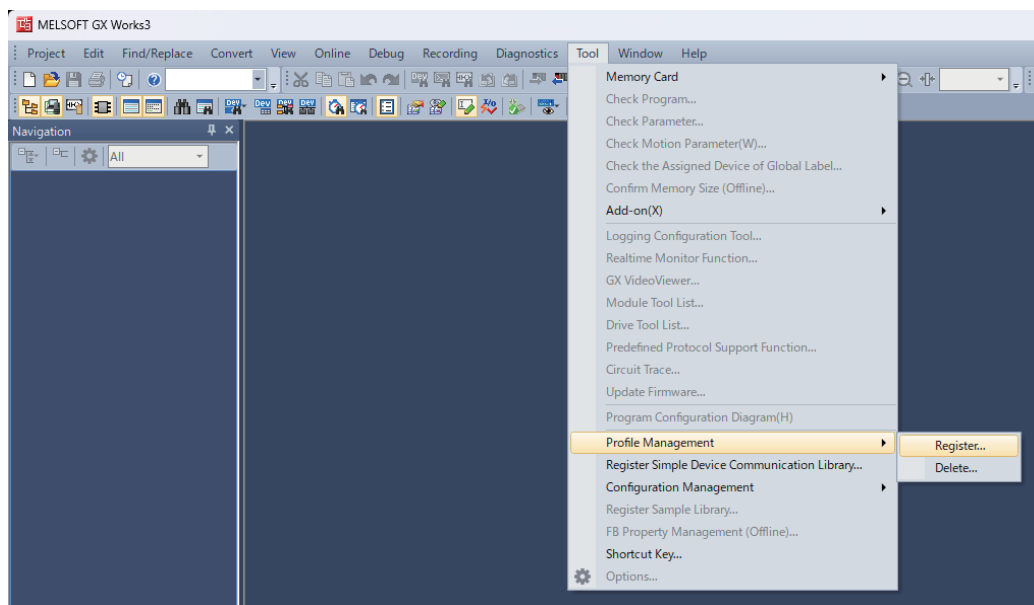 MELSOFT GX Works3
Project Edit Find/Replace Convert View Online Debug Recording Diagnostics Tool Window Help
Navigation
All
Memory Card
Check Program...
Check Parameter...
Check Motion Parameter(W)...
Check the Assigned Device of Global Label...
Confirm Memory Size (Offline)...
Add-on(X)
Logging Configuration Tool...
Realtime Monitor Function...
GX VideoViewer...
Module Tool List...
Drive Tool List...
Predefined Protocol Support Function...
Circuit Trace...
Update Firmware...
Program Configuration Diagram(H)
Profile Management
Register...
Register Simple Device Communication Library...
Delete...
Configuration Management
Register Sample Library...
FB Property Management (Offline)...
Shortcut Key...
Options...